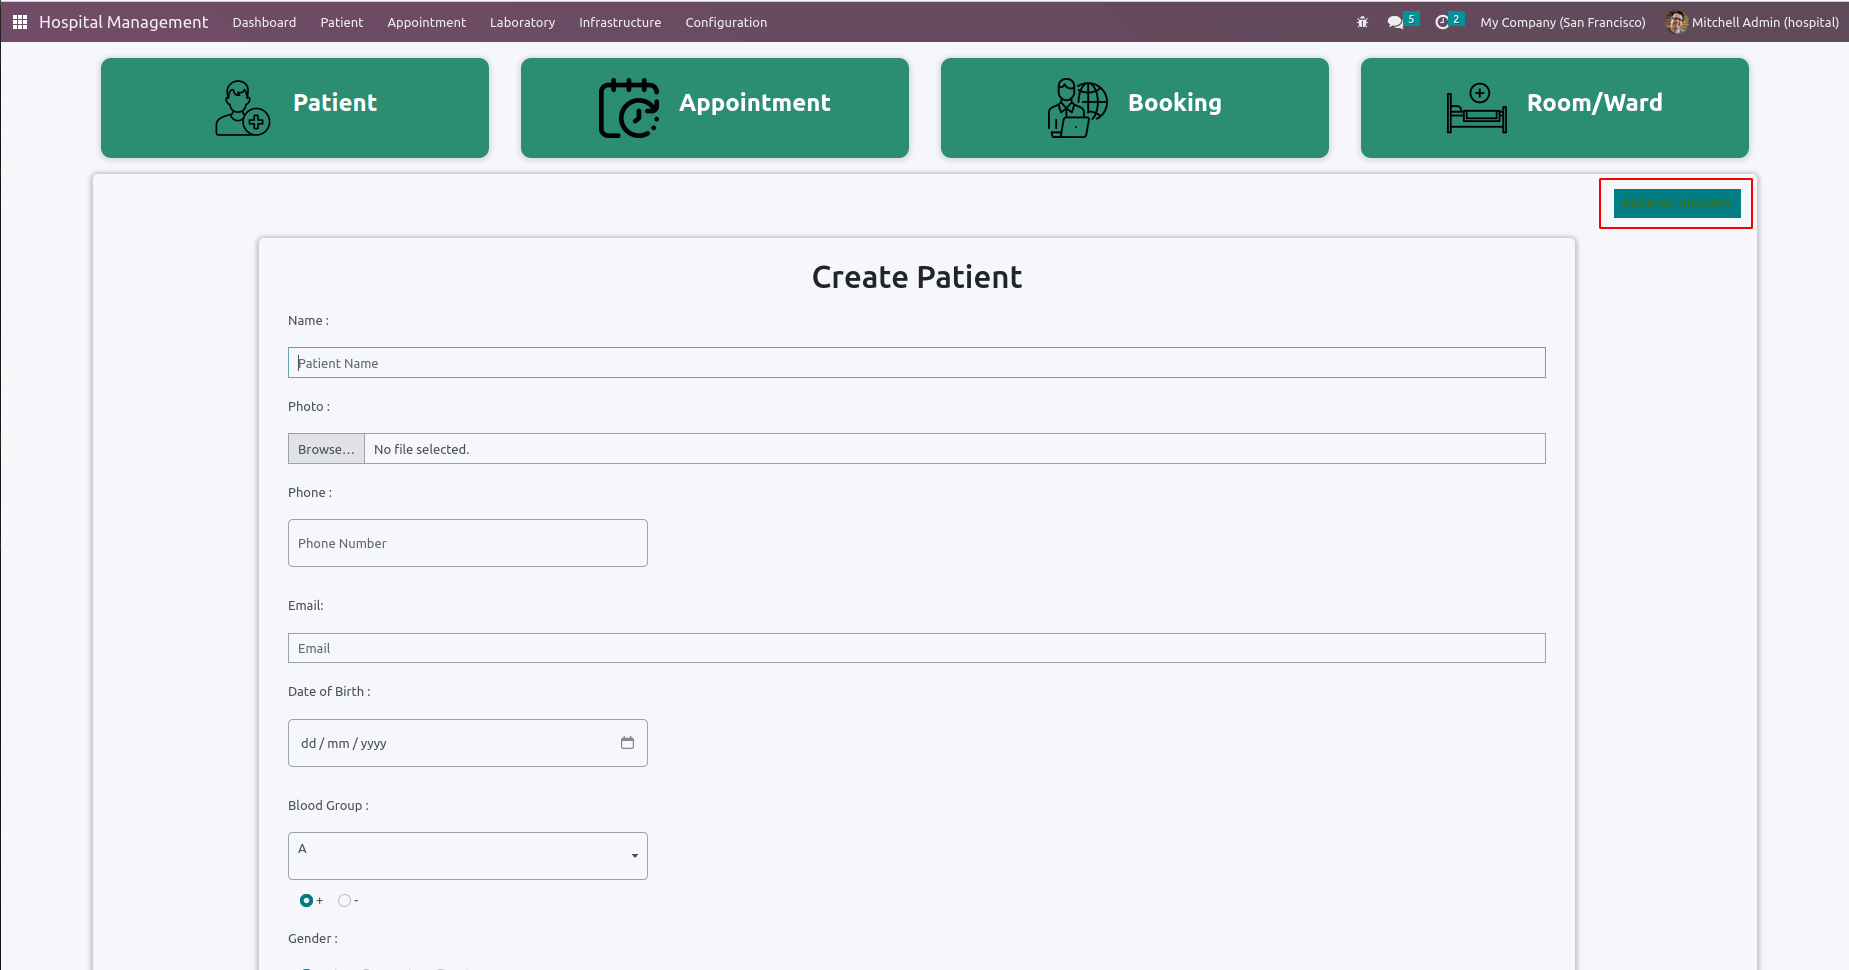 Hospital Management Dashboard Patient Appointment Laboratory Infrastructure Configuration 5 2 My Company (San Francisco) Mitchell Admin (hospital)
Patient Appointment Booking Room/Ward
PATIENT HISTORY
Create Patient
Name :
Patient Name
Photo :
Browse... No file selected.
Phone :
Phone Number
Email:
Email
Date of Birth :
dd / mm / yyyy
Blood Group :
A
+ -
Gender :